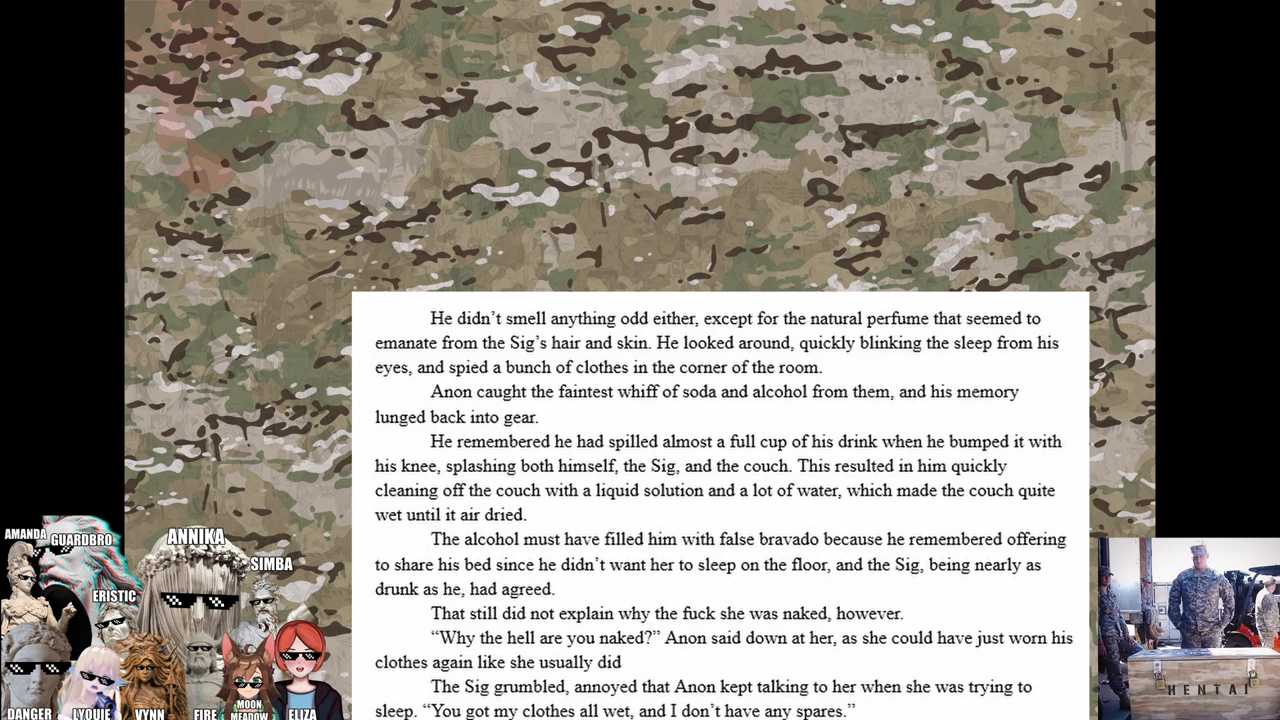 He didn’t smell anything odd either, except for the natural perfume that seemed to
emanate from the Sig’s hair and skin. He looked around, quickly blinking the sleep from his
eyes, and spied a bunch of clothes in the corner of the room.
Anon caught the faintest whiff of soda and alcohol from them, and his memory
lunged back into gear.
He remembered he had spilled almost a full cup of his drink when he bumped it with
his knee, splashing both himself, the Sig, and the couch. This resulted in him quickly
cleaning off the couch with a liquid solution and a lot of water, which made the couch quite
wet until it air dried.
The alcohol must have filled him with false bravado because he remembered offering
to share his bed since he didn’t want her to sleep on the floor, and the Sig, being nearly as
drunk as he, had agreed.
That still did not explain why the fuck she was naked, however.
“Why the hell are you naked?” Anon said down at her, as she could have just worn his
clothes again like she usually did
The Sig grumbled, annoyed that Anon kept talking to her when she was trying to
sleep. “You got my clothes all wet, and I don’t have any spares.”
AMANDA
GUARDBRO
ANNIKA
SIMBA
ERISTIC
DANGER
LYQUIE
VYNN
FIRE
MOON
MEADOW
ELIZA
HENTAI